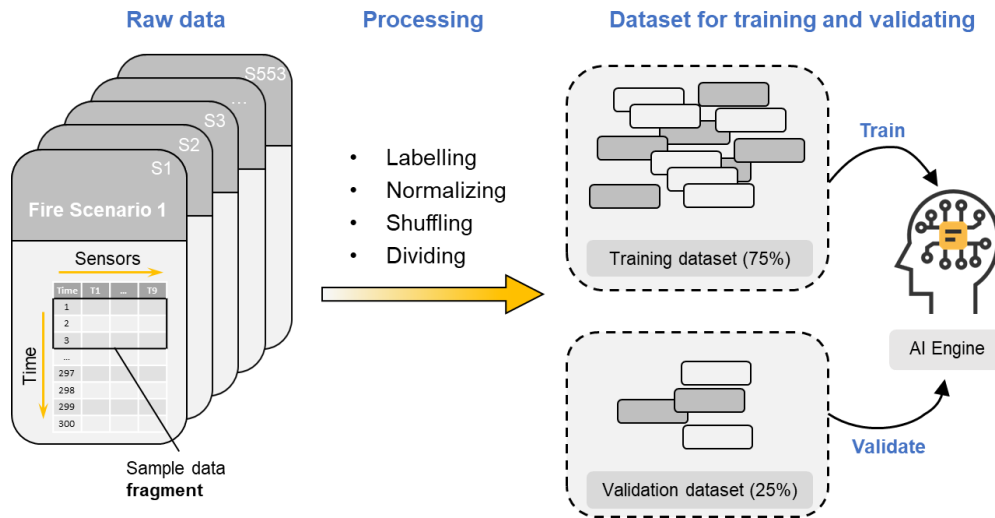 Raw data
Processing
Dataset for training and validating
S553
...
S3
S2
S1
Fire Scenario 1
Sensors
Time
Time T1 ... T9
1
2
3
...
297
298
299
300
Sample data
fragment
• Labelling
• Normalizing
• Shuffling
• Dividing
Training dataset (75%)
Validation dataset (25%)
Train
AI Engine
Validate